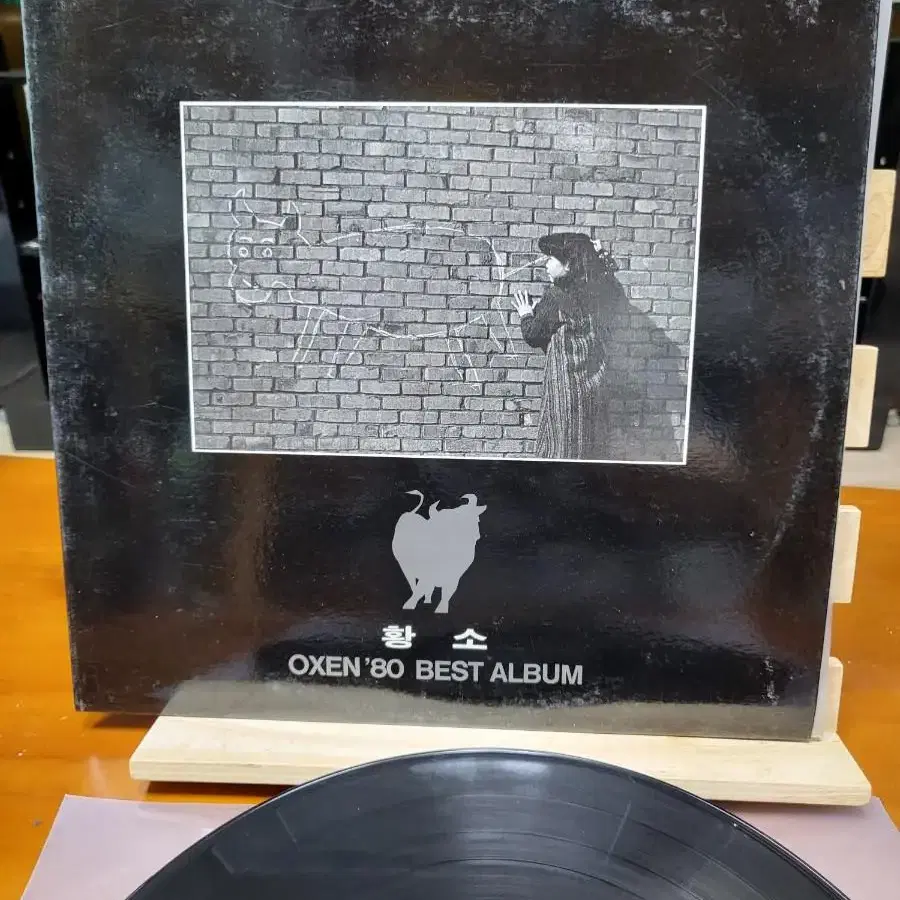 황 소
OXEN '80 BEST ALBUM